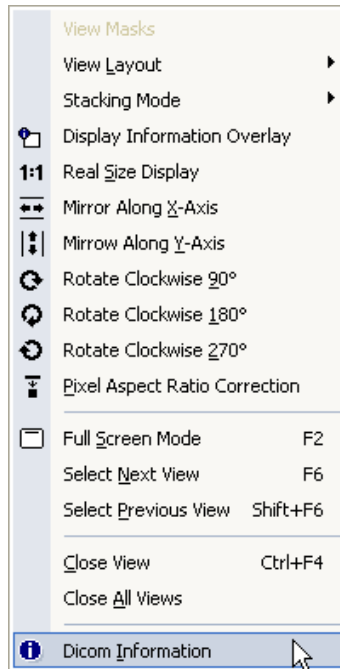 View Masks
View Layout
Stacking Mode
Display Information Overlay
1:1 Real Size Display
Mirror Along X-Axis
Mirrow Along Y-Axis
Rotate Clockwise 90°
Rotate Clockwise 180°
Rotate Clockwise 270°
Pixel Aspect Ratio Correction
Full Screen Mode F2
Select Next View F6
Select Previous View Shift+F6
Close View Ctrl+F4
Close All Views
Dicom Information